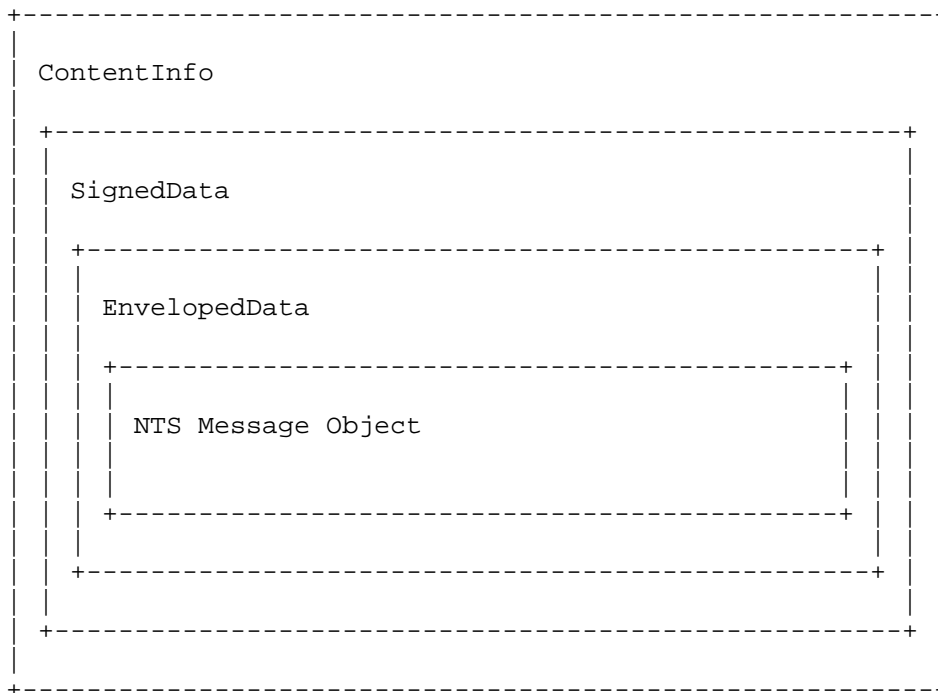 ContentInfo
SignedData
EnvelopedData
NTS Message Object